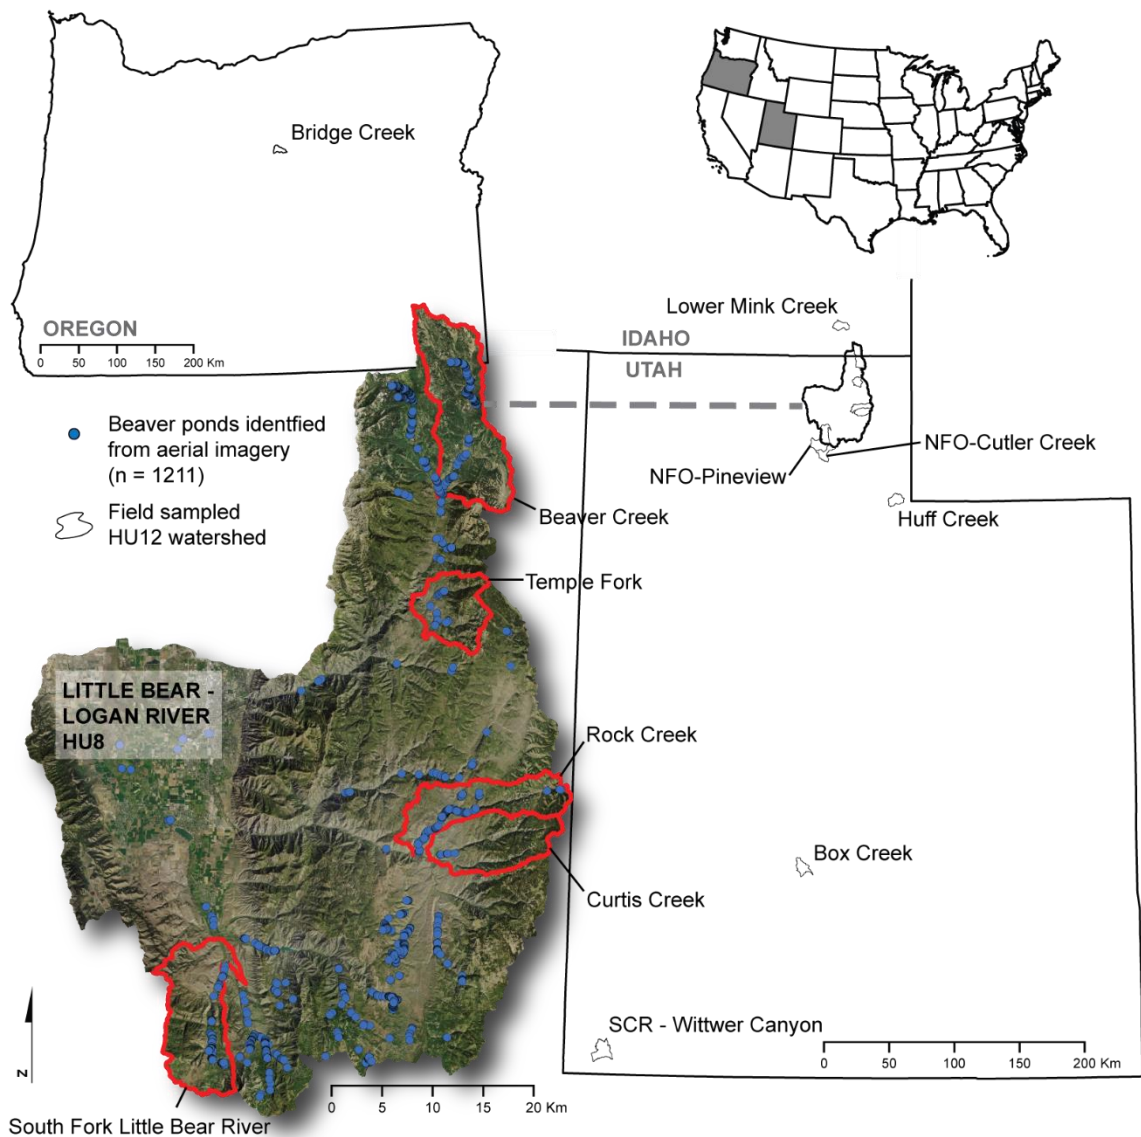 Bridge Creek
OREGON
0 50 100 150 200 Km
Lower Mink Creek
IDAHO
UTAH
Beaver ponds identfied
from aerial imagery
(n = 1211)
Field sampled
HU12 watershed
NFO-Cutler Creek
NFO-Pineview
Huff Creek
Beaver Creek
Temple Fork
LITTLE BEAR -
LOGAN RIVER
HU8
Rock Creek
Box Creek
Curtis Creek
SCR - Wittwer Canyon
0 50 100 150 200 Km
N
0 5 10 15 20 Km
South Fork Little Bear River